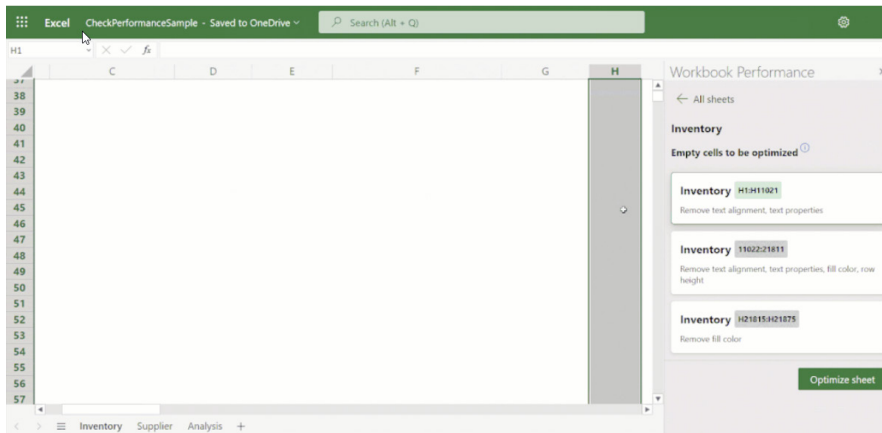 Excel CheckPerformanceSample - Saved to OneDrive Search (Alt + Q)
H1 fx
C D E F G H
37
38
39
40
41
42
43
44
45
46
47
48
49
50
51
52
53
54
55
56
57
Workbook Performance
All sheets
Inventory
Empty cells to be optimized
Inventory H1:H11021
Remove text alignment, text properties
Inventory 11022:21811
Remove text alignment, text properties, fill color, row
height
Inventory H21815:H21875
Remove fill color
Optimize sheet
Inventory Supplier Analysis +